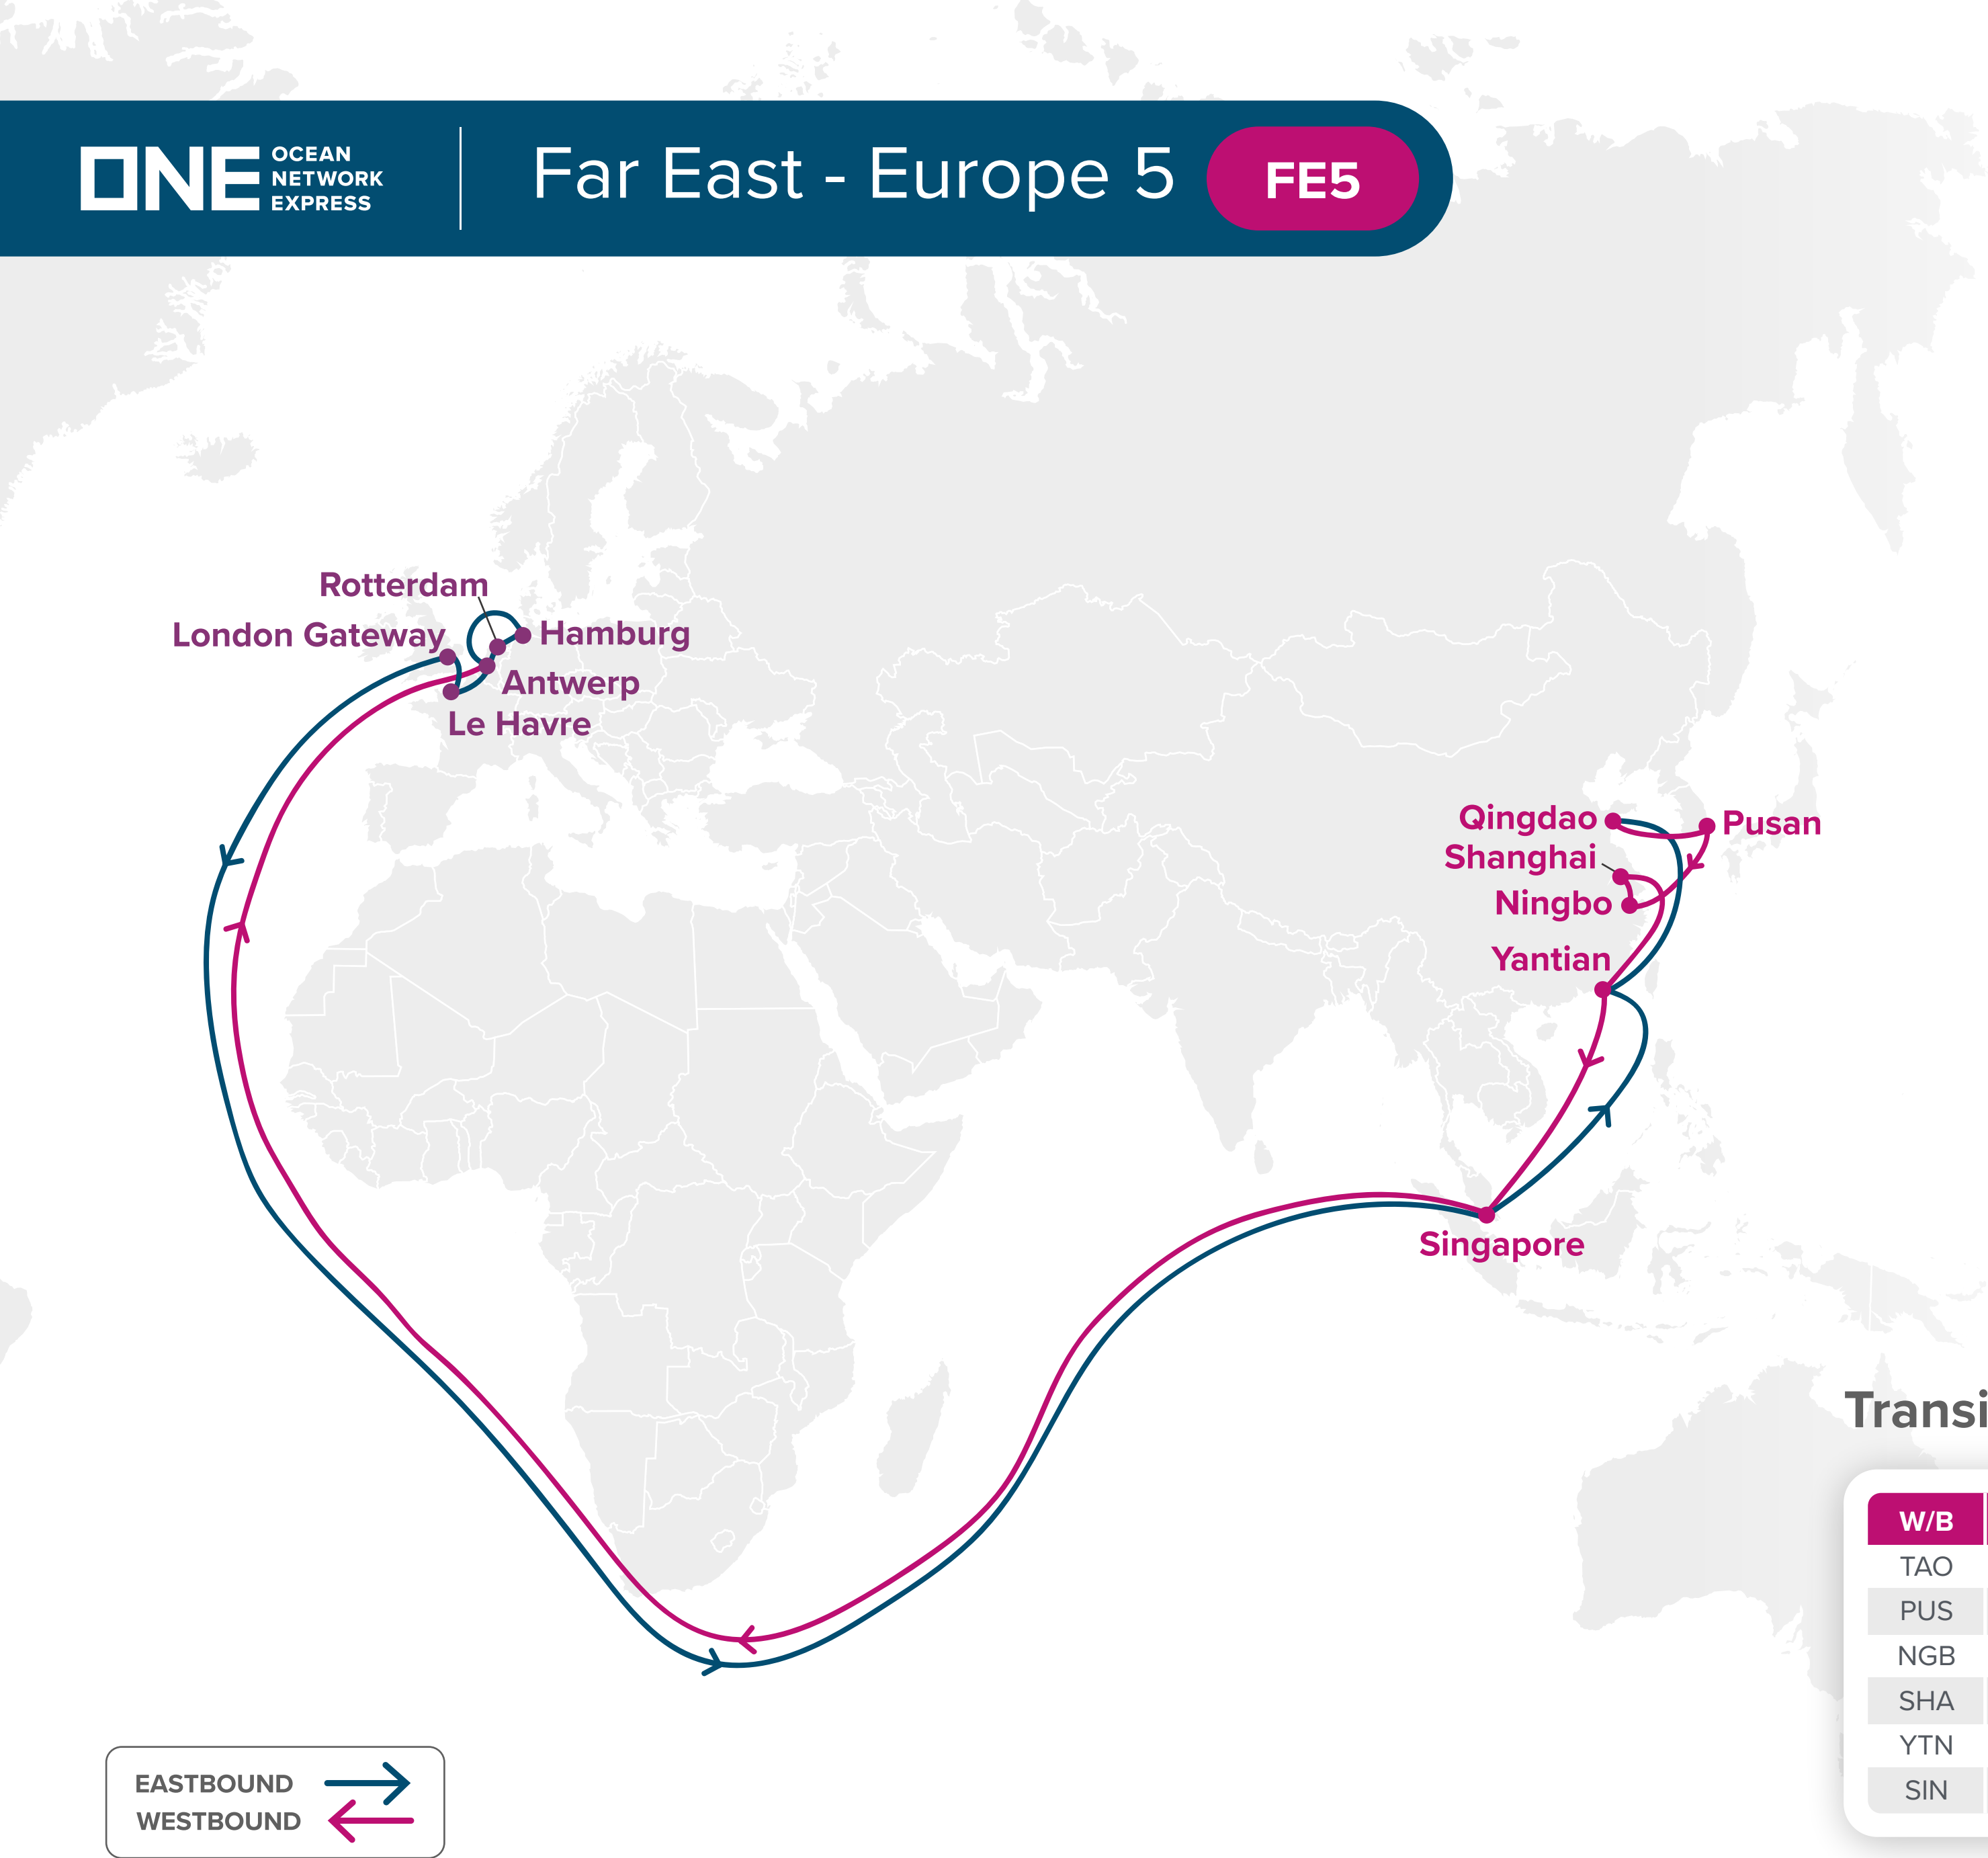 ONE
OCEAN
NETWORK
EXPRESS
Far East - Europe 5
FE5
Rotterdam
London Gateway
Hamburg
Antwerp
Le Havre
Qingdao
Pusan
Shanghai
Ningbo
Yantian
Singapore
Transi
W/B
TAO
PUS
NGB
SHA
YTN
SIN
EASTBOUND
WESTBOUND